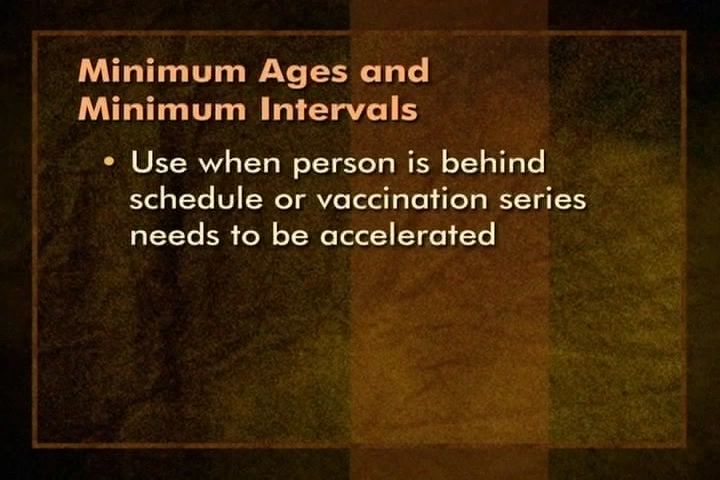 Minimum Ages and
Minimum Intervals
• Use when person is behind
schedule or vaccination series
needs to be accelerated